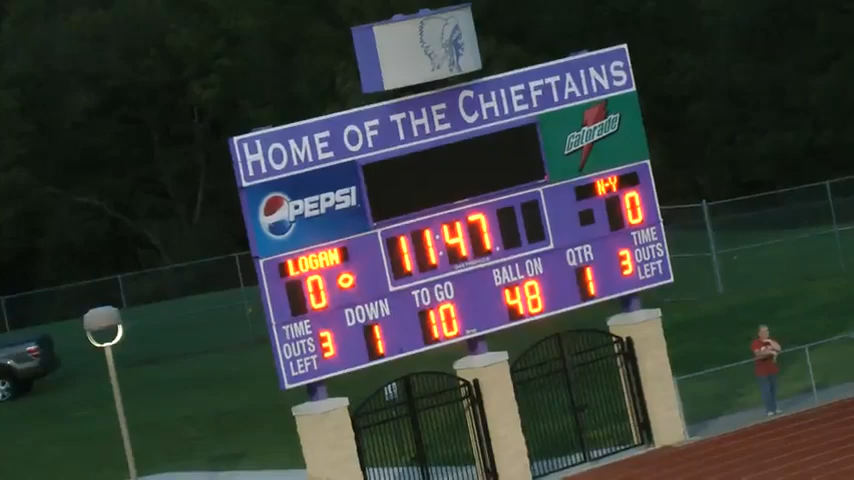 HOME OF THE CHIEFTAINS
Gatorade
PEPSI
N-Y
LOGAN
11:47
0
0
DOWN
TO GO
BALL ON
QTR
TIME
OUTS
LEFT
3
1
10
48
1
3
TIME
OUTS
LEFT